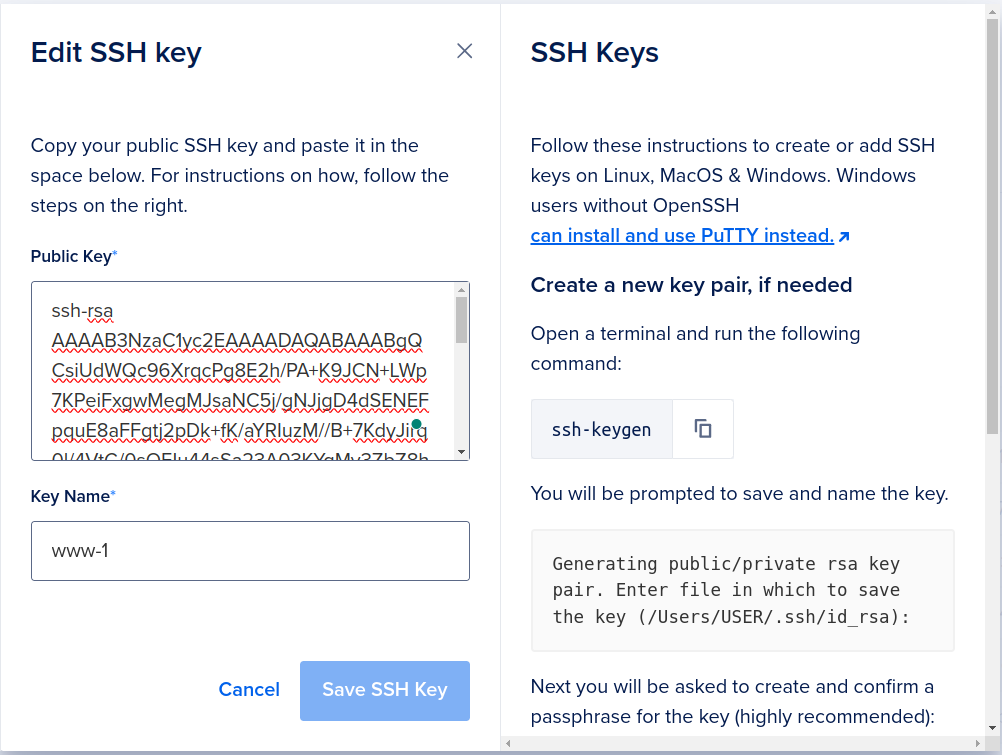 Edit SSH key
Copy your public SSH key and paste it in the
space below. For instructions on how, follow the
steps on the right.
Public Key*
ssh-rsa
AAAAB3NzaC1yc2EAAAADAQABAAABgQ
CsiUdWQc96XrqcPg8E2h/PA+K9JCN+LWp
7KPeiFxgwMegMJsaNC5j/gNJjgD4dSENEF
pguE8aFFgtj2pDk+fK/aYRIuzM//B+7KdyJirq
Key Name*
www-1
Cancel
Save SSH Key
SSH Keys
Follow these instructions to create or add SSH
keys on Linux, MacOS & Windows. Windows
users without OpenSSH
can install and use PuTTY instead.
Create a new key pair, if needed
Open a terminal and run the following
command:
ssh-keygen
You will be prompted to save and name the key.
Generating public/private rsa key
pair. Enter file in which to save
the key (/Users/USER/.ssh/id_rsa):
Next you will be asked to create and confirm a
passphrase for the key (highly recommended):